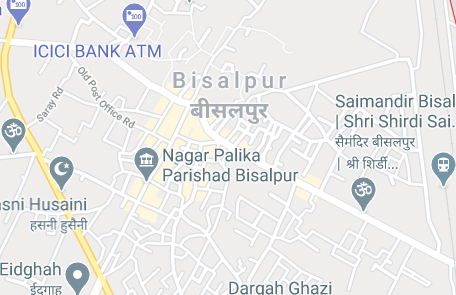 ICICI BANK ATM
Old Post Office Rd
Saray Rd
Bisalpur
बीसलपुर
Saimandir Bisal
| Shri Shirdi Sai...
सैमंदिर बीसलपुर
| श्री शिर्डी...
Nagar Palika
Parishad Bisalpur
asni Husaini
हसनी हुसैनी
Eidghah
ईदगाह
Dargah Ghazi